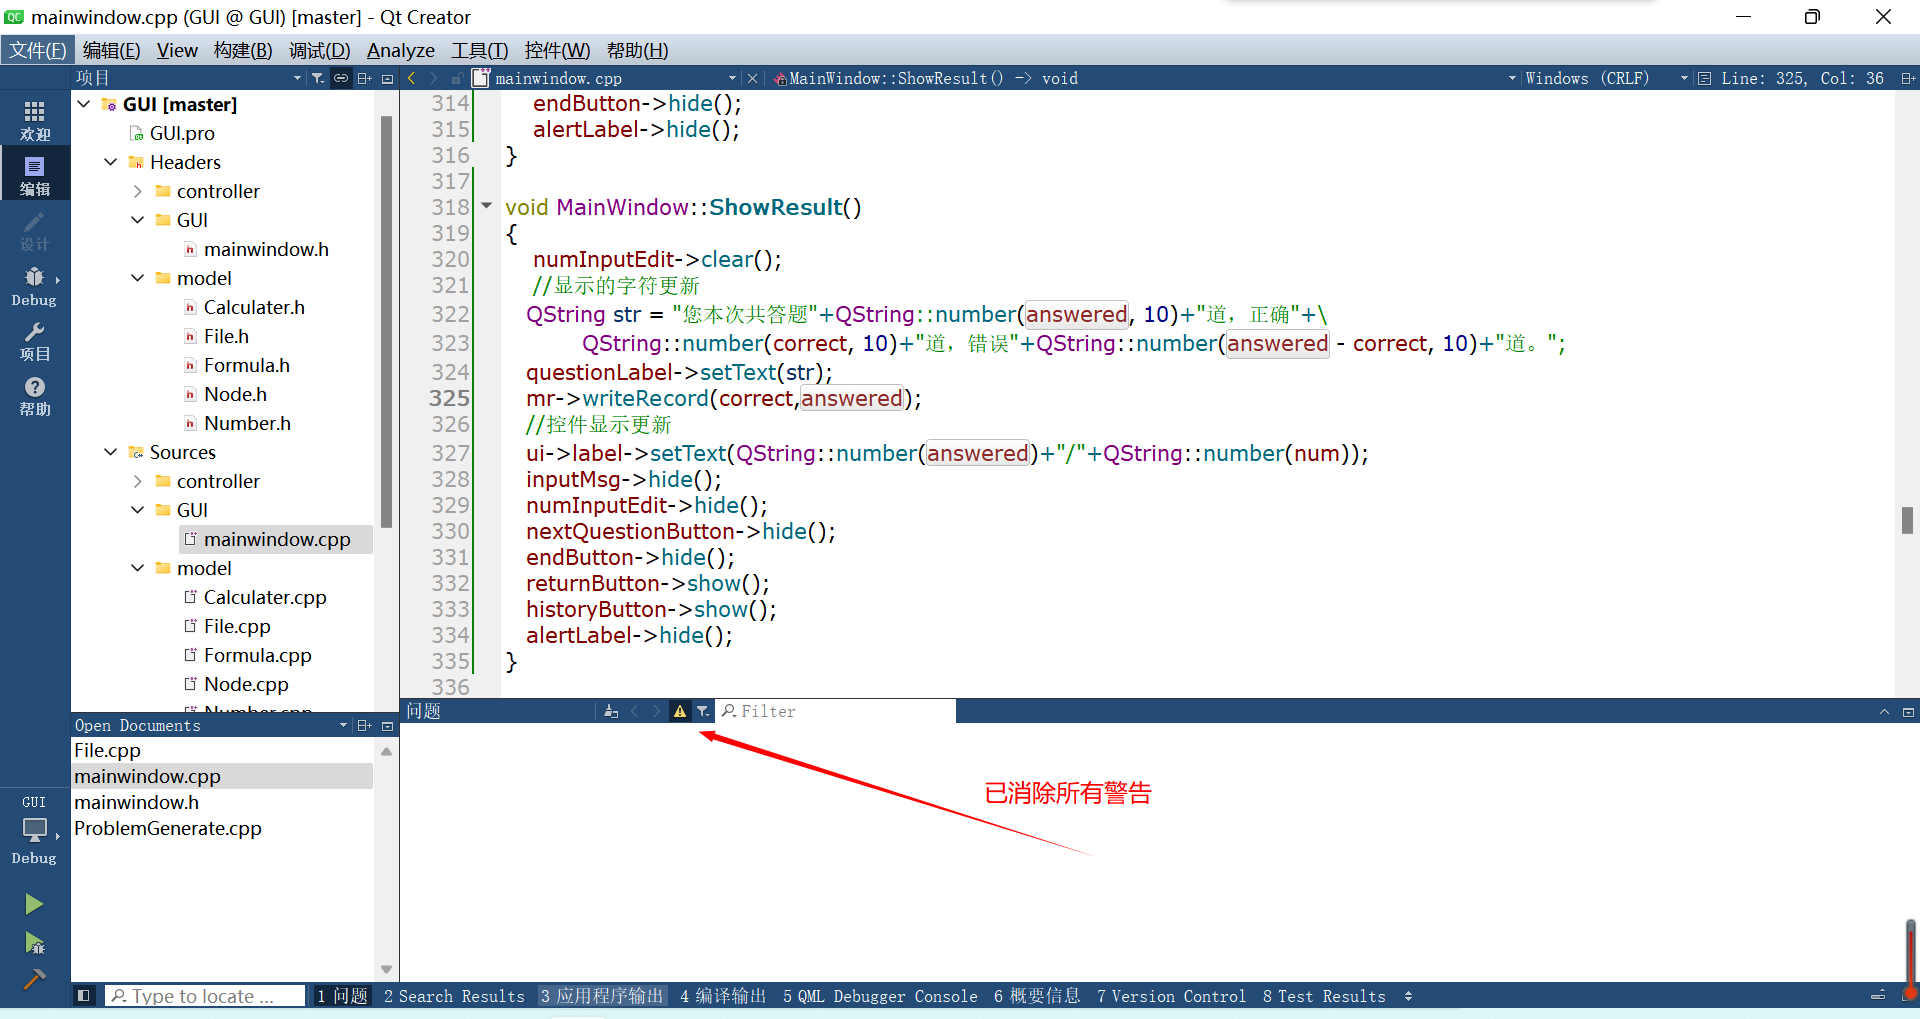 mainwindow.cpp (GUI @ GUI) [master] - Qt Creator
文件(F) 编辑(E) View 构建(B) 调试(D) Analyze 工具(T) 控件(W) 帮助(H)
项目 mainwindow.cpp MainWindow::ShowResult() -> void Windows (CRLF) Line: 325, Col: 36
欢迎
编辑
设计
Debug
项目
帮助
GUI
Debug
GUI [master]
GUI.pro
Headers
controller
GUI
mainwindow.h
model
Calculater.h
File.h
Formula.h
Node.h
Number.h
Sources
controller
GUI
mainwindow.cpp
model
Calculater.cpp
File.cpp
Formula.cpp
Node.cpp
Number.cpp
Open Documents
File.cpp
mainwindow.cpp
mainwindow.h
ProblemGenerate.cpp
314 endButton->hide();
315 alertLabel->hide();
316 }
317
318 void MainWindow::ShowResult()
319 {
320 numInputEdit->clear();
321 //显示的字符更新
322 QString str = "您本次共答题"+QString::number(answered, 10)+"道，正确"+\
323 QString::number(correct, 10)+"道，错误"+QString::number(answered - correct, 10)+"道。";
324 questionLabel->setText(str);
325 mr->writeRecord(correct,answered);
326 //控件显示更新
327 ui->label->setText(QString::number(answered)+"/"+QString::number(num));
328 inputMsg->hide();
329 numInputEdit->hide();
330 nextQuestionButton->hide();
331 endButton->hide();
332 returnButton->show();
333 historyButton->show();
334 alertLabel->hide();
335 }
336
问题 Filter
已消除所有警告
Type to locate ... 1 问题 2 Search Results 3 应用程序输出 4 编译输出 5 QML Debugger Console 6 概要信息 7 Version Control 8 Test Results